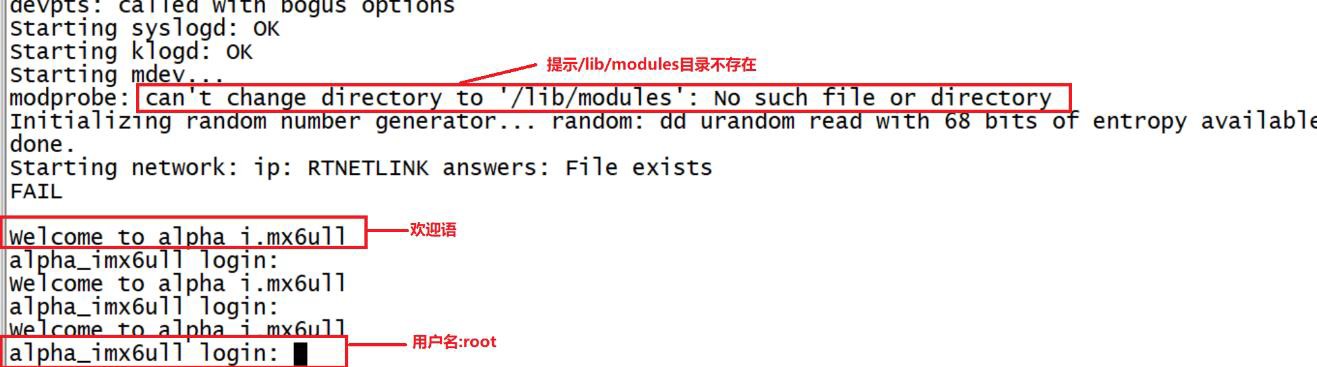 devpts: called with bogus options
Starting syslogd: OK
Starting klogd: OK
提示/lib/modules目录不存在
Starting mdev...
modprobe: can't change directory to '/lib/modules': No such file or directory
Initializing random number generator... random: dd urandom read with 68 bits of entropy available
done.
Starting network: ip: RTNETLINK answers: File exists
FAIL
Welcome to alpha i.mx6ull
欢迎语
alpha_imx6ull login:
Welcome to alpha i.mx6ull
alpha_imx6ull login:
Welcome to alpha i.mx6ull
用户名:root
alpha_imx6ull login: